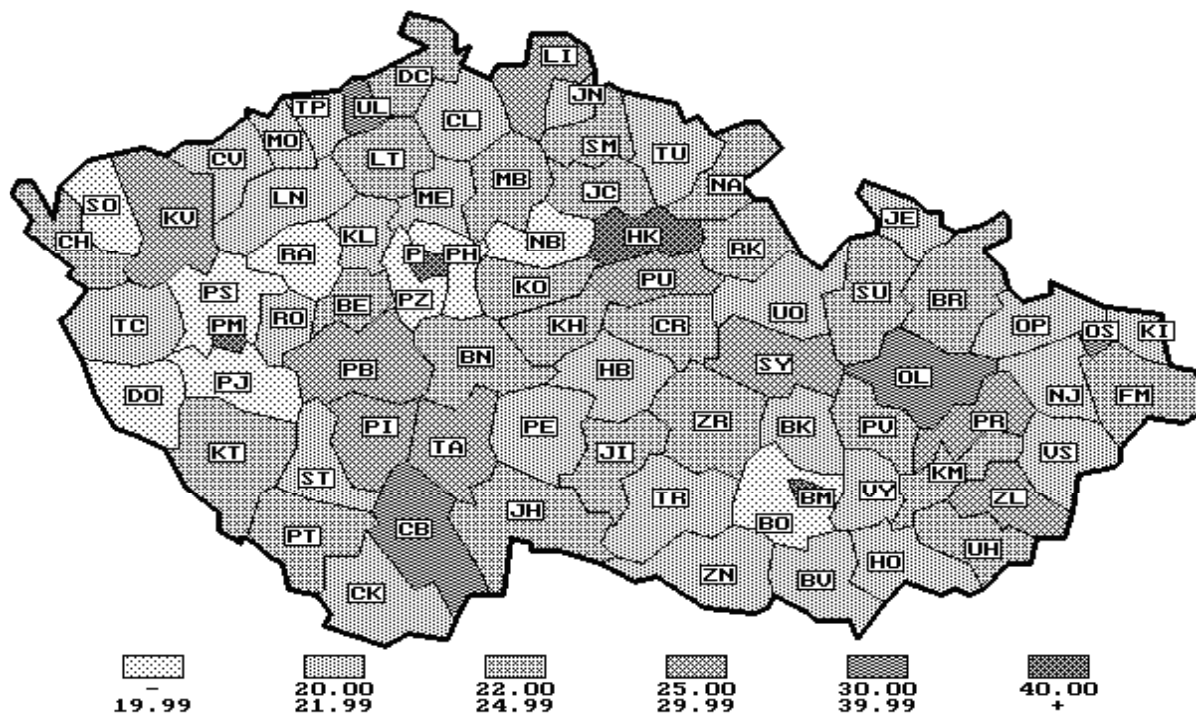 LI
DC
JN
TP UL
CL
MO
SM
TU
CV
LT
MB
NA
JC
LN
ME
SO
KV
JE
KL
HK
NB
CH
RA
P PH
RK
KO
PU
SU
BR
PS
PZ
BE
RO
UO
TC
PM
KH
CR
OP
OS
KI
BN
SY
PB
HB
OL
PJ
DO
NJ
FM
PI
PE
ZR
BK
PV
PR
TA
KT
JI
VS
ST
KM
TR
BM
VY
ZL
JH
BO
CB
PT
UH
HO
ZN
BV
CK
- 20.00 22.00 25.00 30.00 40.00
19.99 21.99 24.99 29.99 39.99 +